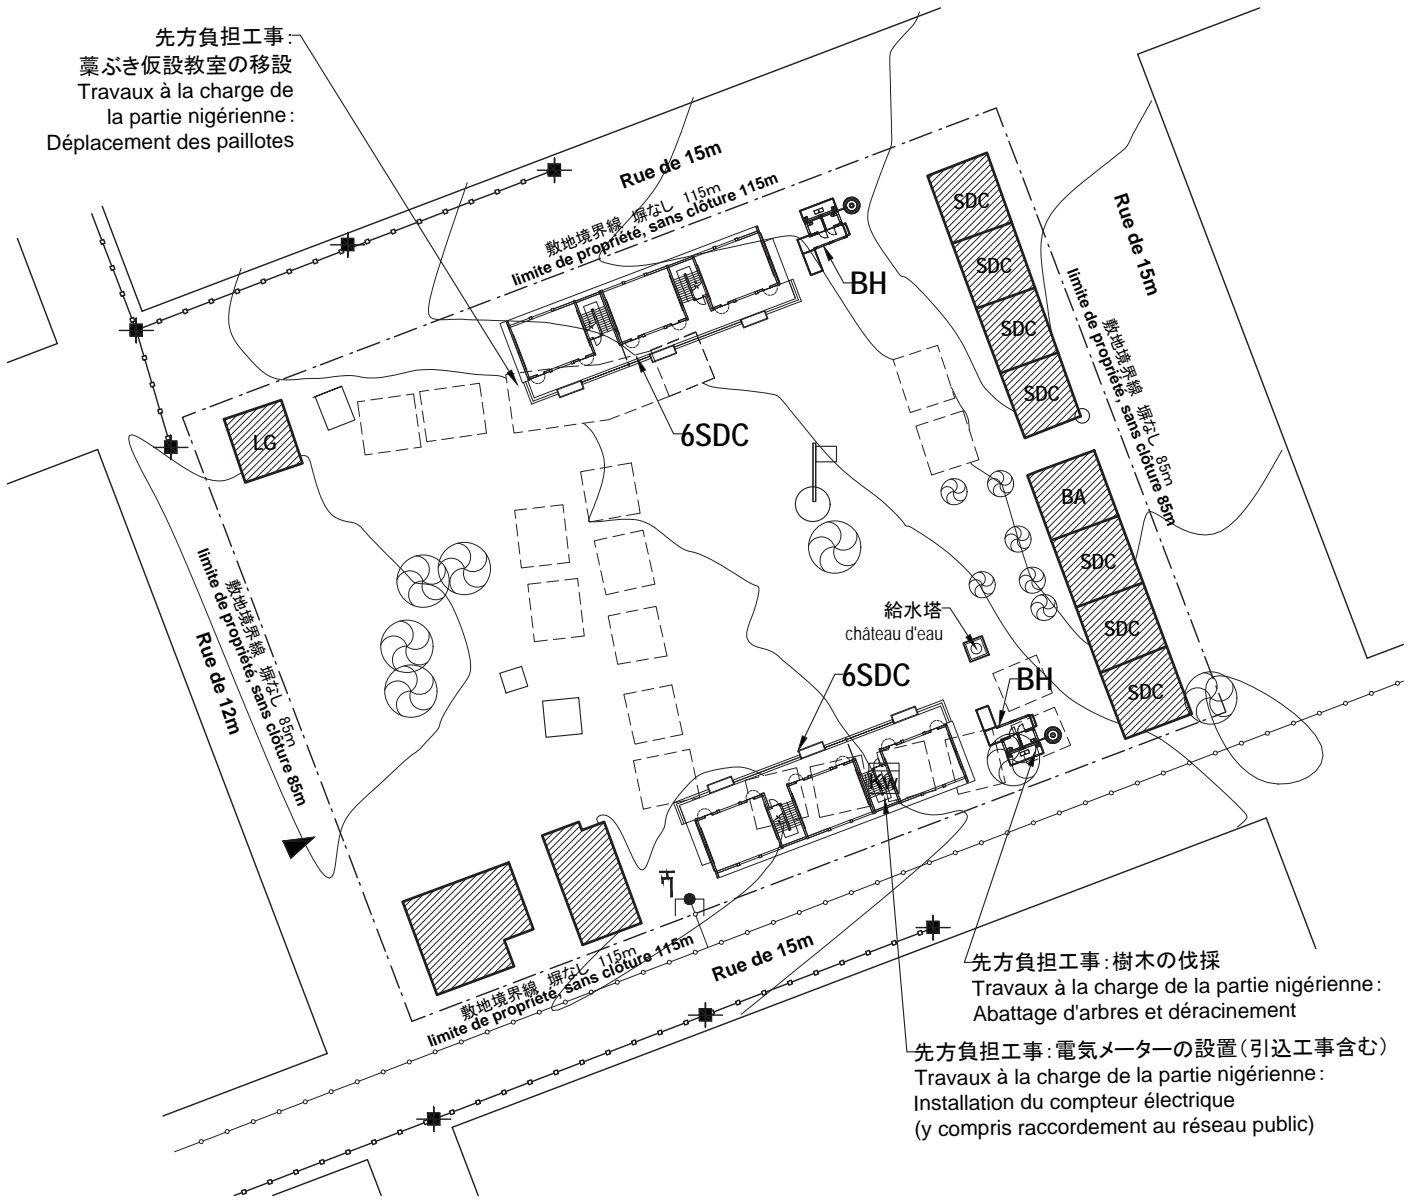 先方負担工事:
藁ぶき仮設教室の移設
Travaux à la charge de
la partie nigérienne:
Déplacement des paillotes
Rue de 15m
敷地境界線 塀なし 115m
limite de propriété, sans clôture 115m
BH
SDC
SDC
SDC
SDC
Rue de 15m
敷地境界線 塀なし 85m
limite de propriété, sans clôture 85m
6SDC
LG
BA
SDC
SDC
SDC
給水塔
château d'eau
6SDC
BH
Kw
敷地境界線 塀なし 85m
limite de propriété, sans clôture 85m
Rue de 12m
敷地境界線 塀なし 115m
limite de propriété, sans clôture 115m
Rue de 15m
先方負担工事:樹木の伐採
Travaux à la charge de la partie nigérienne:
Abattage d'arbres et déracinement
先方負担工事:電気メーターの設置(引込工事含む)
Travaux à la charge de la partie nigérienne:
Installation du compteur électrique
(y compris raccordement au réseau public)